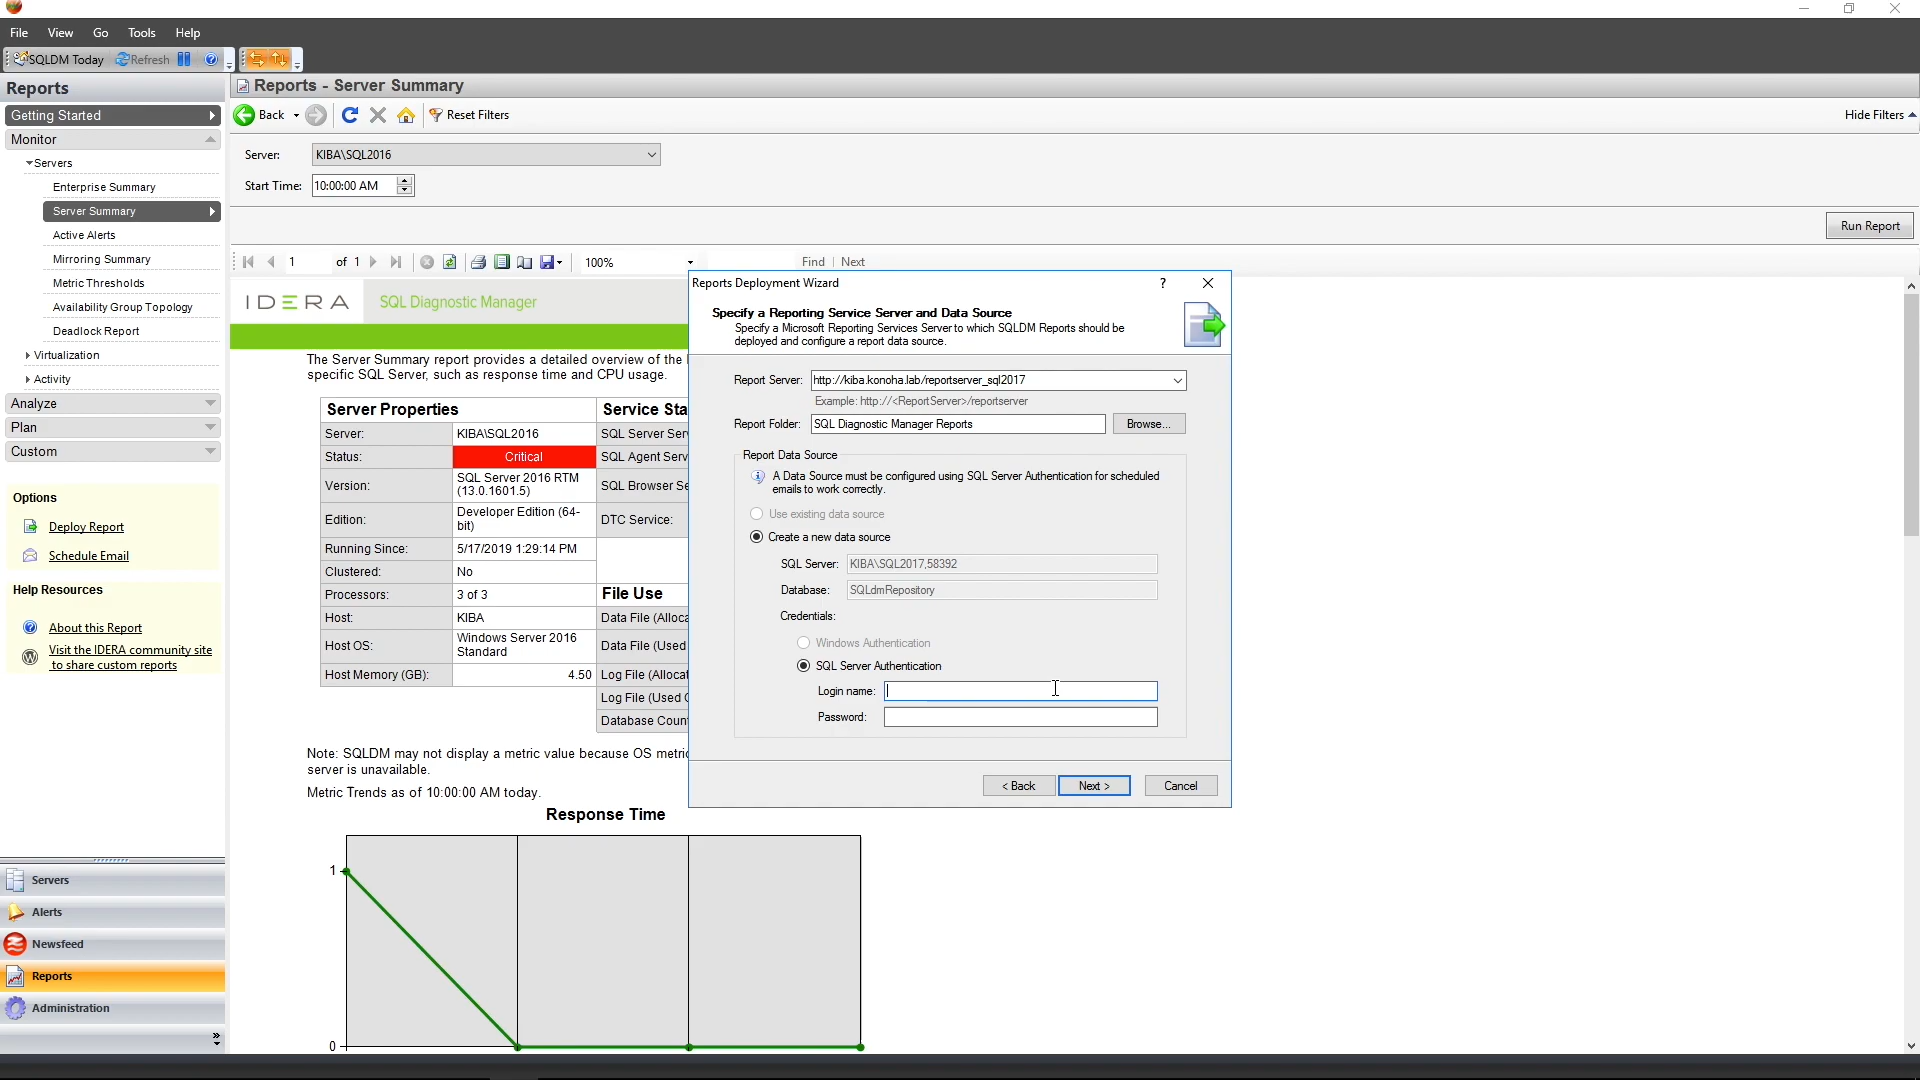 File View Go Tools Help
SQLDM Today Refresh
Reports
Reports - Server Summary
Getting Started
Monitor
Servers
Enterprise Summary
Server Summary
Active Alerts
Mirroring Summary
Metric Thresholds
Availability Group Topology
Deadlock Report
Virtualization
Activity
Analyze
Plan
Custom
Options
Deploy Report
Schedule Email
Help Resources
About this Report
Visit the IDERA community site
to share custom reports
Servers
Alerts
Newsfeed
Reports
Administration
Back Reset Filters Hide Filters
Server: KIBA\SQL2016
Start Time: 10:00:00 AM
Run Report
1 of 1 100% Find | Next
IDERA SQL Diagnostic Manager
The Server Summary report provides a detailed overview of the
specific SQL Server, such as response time and CPU usage.
Server Properties
Server: KIBA\SQL2016
Status: Critical
Version: SQL Server 2016 RTM
(13.0.1601.5)
Edition: Developer Edition (64-
bit)
Running Since: 5/17/2019 1:29:14 PM
Clustered: No
Processors: 3 of 3
Host: KIBA
Host OS: Windows Server 2016
Standard
Host Memory (GB): 4.50
Service Sta
SQL Server Ser
SQL Agent Serv
SQL Browser Se
DTC Service:
File Use
Data File (Alloca
Data File (Used
Log File (Allocat
Log File (Used
Database Coun
Note: SQLDM may not display a metric value because OS metric
server is unavailable.
Metric Trends as of 10:00:00 AM today.
Response Time
1
0
Reports Deployment Wizard ?
Specify a Reporting Service Server and Data Source
Specify a Microsoft Reporting Services Server to which SQLDM Reports should be
deployed and configure a report data source.
Report Server: http://kiba.konoha.lab/reportserver_sql2017
Example: http://<ReportServer>/reportserver
Report Folder: SQL Diagnostic Manager Reports Browse...
Report Data Source
A Data Source must be configured using SQL Server Authentication for scheduled
emails to work correctly.
Use existing data source
Create a new data source
SQL Server: KIBA\SQL2017,58392
Database: SQLdmRepository
Credentials:
Windows Authentication
SQL Server Authentication
Login name:
Password:
< Back Next > Cancel